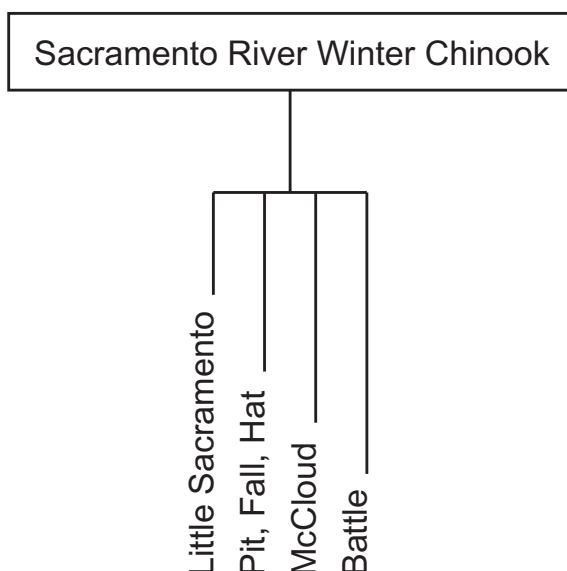 Sacramento River Winter Chinook
Little Sacramento
Pit, Fall, Hat
McCloud
Battle